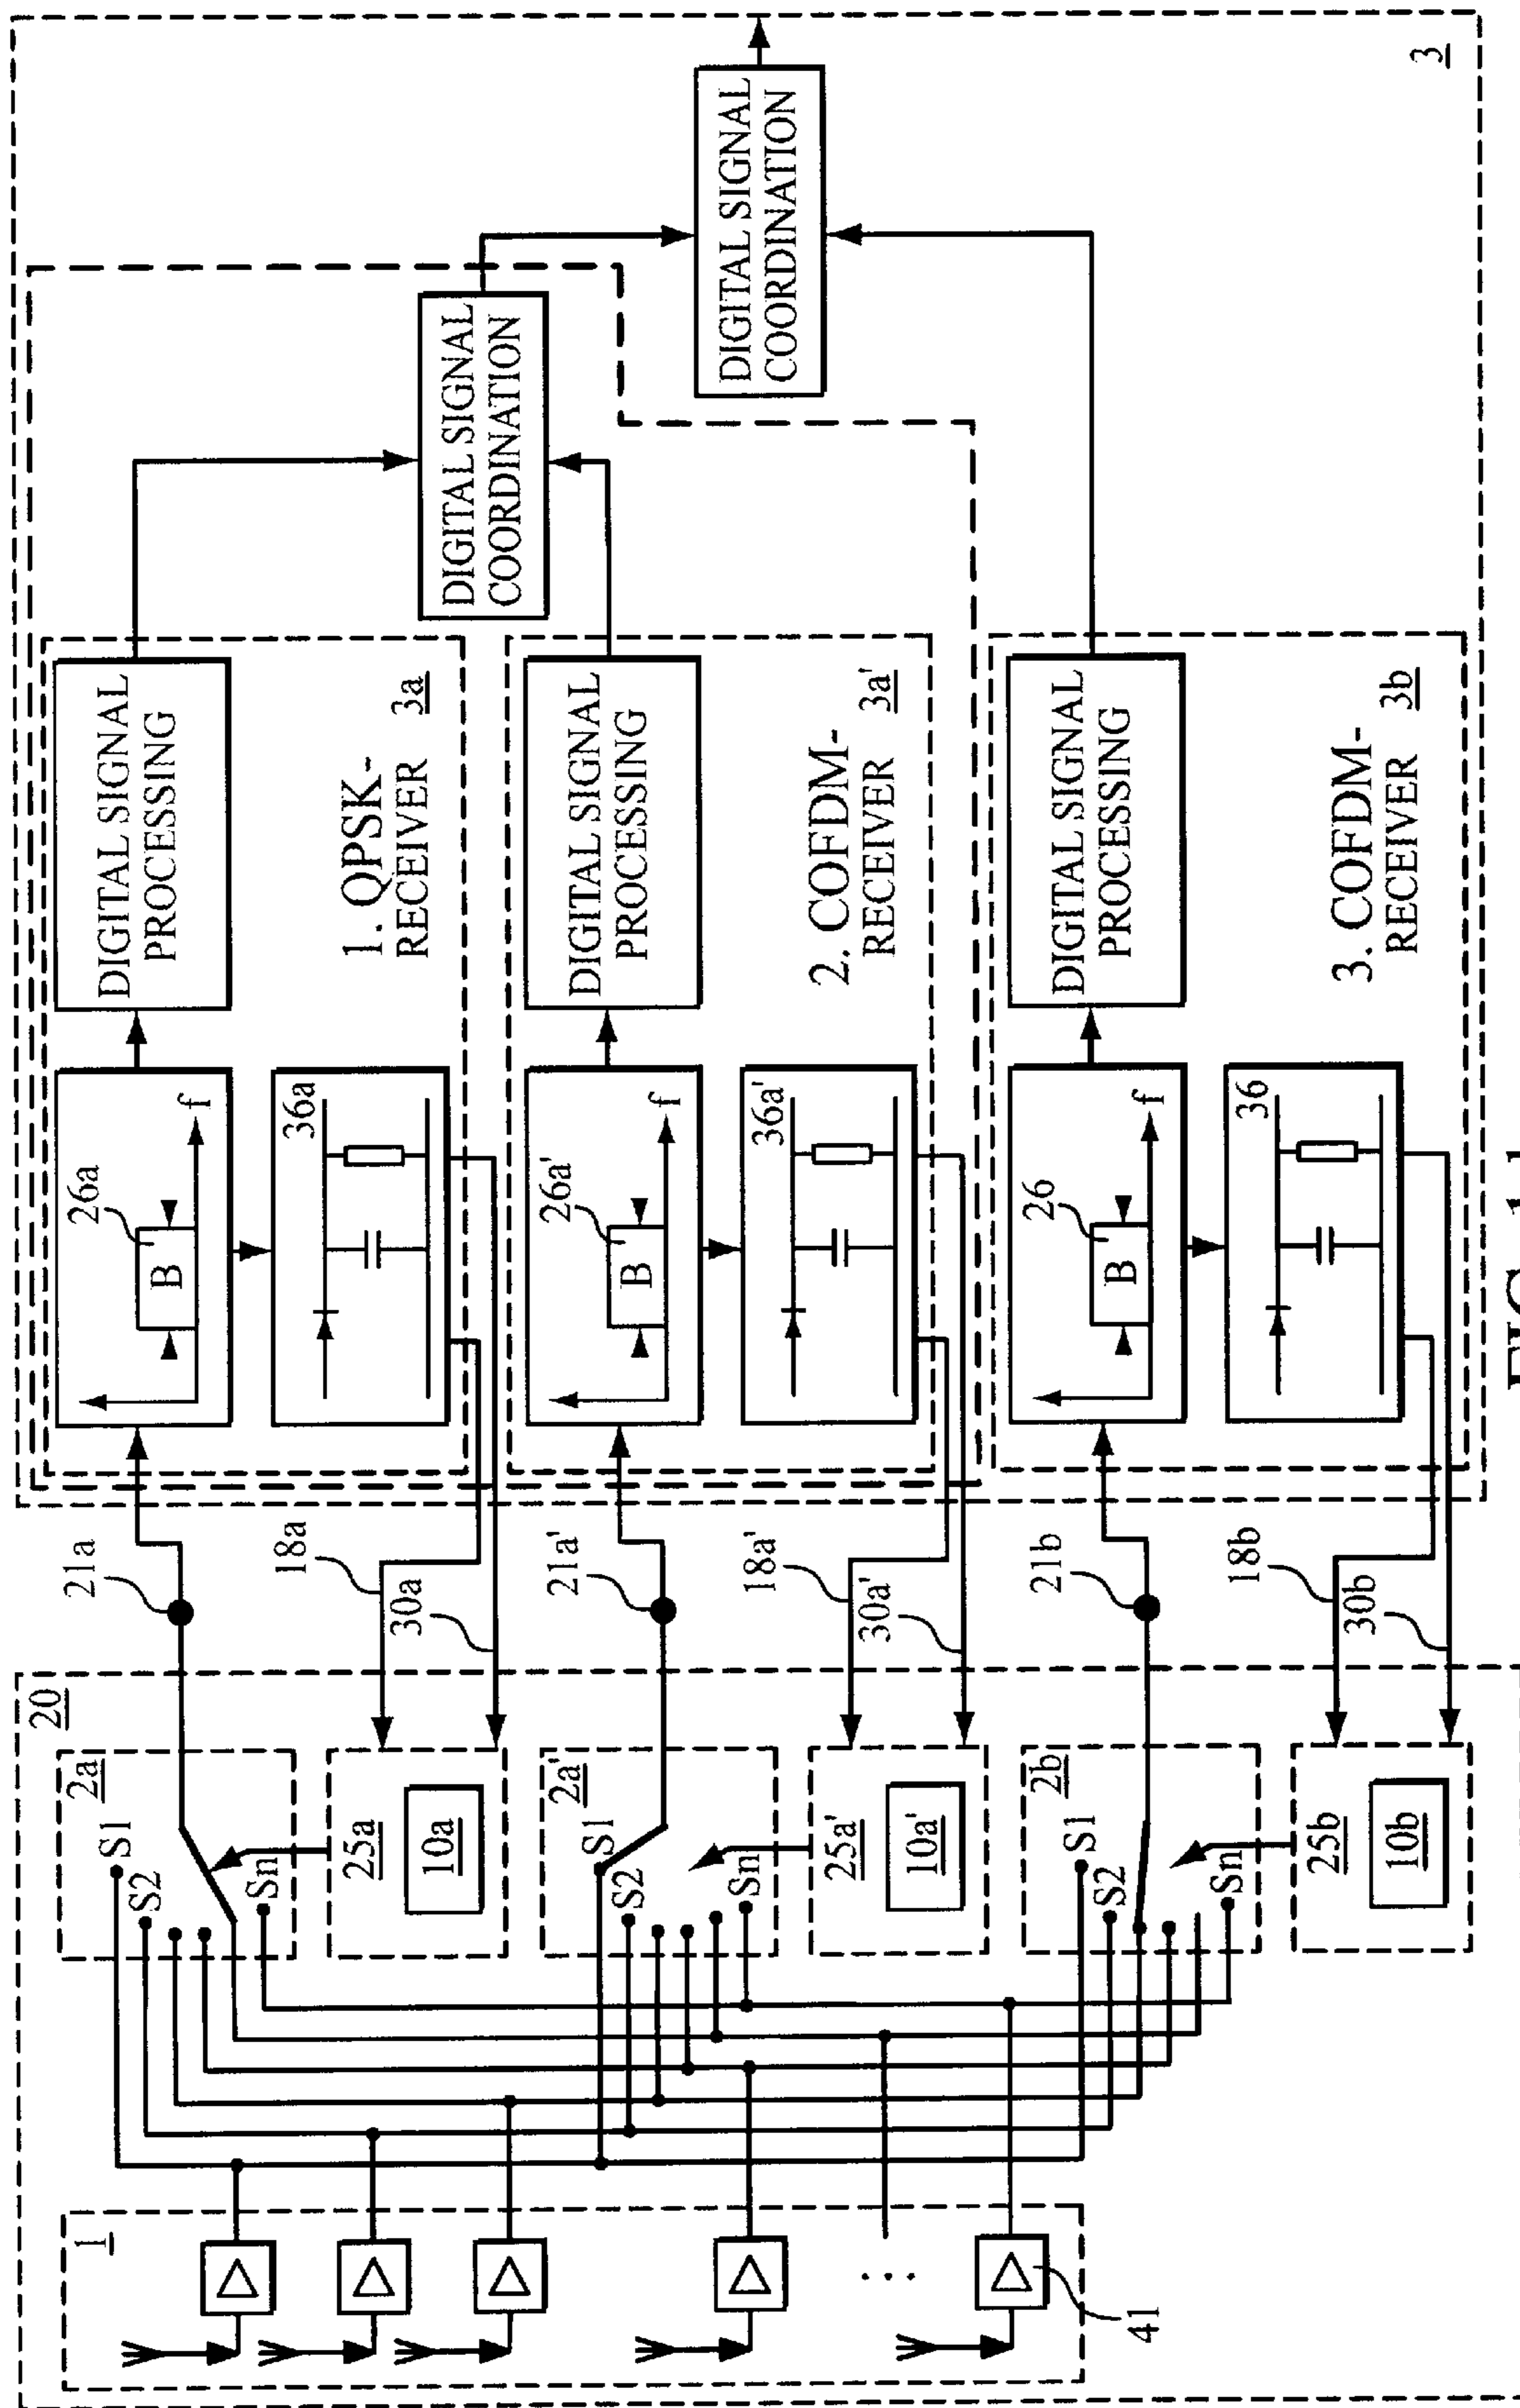 3
DIGITAL SIGNAL
COORDINATION
DIGITAL SIGNAL
COORDINATION
DIGITAL SIGNAL
PROCESSING
1. QPSK-
RECEIVER
3a
DIGITAL SIGNAL
PROCESSING
2. COFDM-
RECEIVER
3a'
DIGITAL SIGNAL
PROCESSING
3. COFDM-
RECEIVER
3b
26a
B
f
36a
26a'
B
f
36a'
26
B
f
36
21a
18a
30a
21a'
18a'
30a'
21b
18b
30b
20
2a
S1
S2
Sn
25a
10a
2a'
S1
S2
Sn
25a'
10a'
2b
S1
S2
Sn
25b
10b
1
...
41